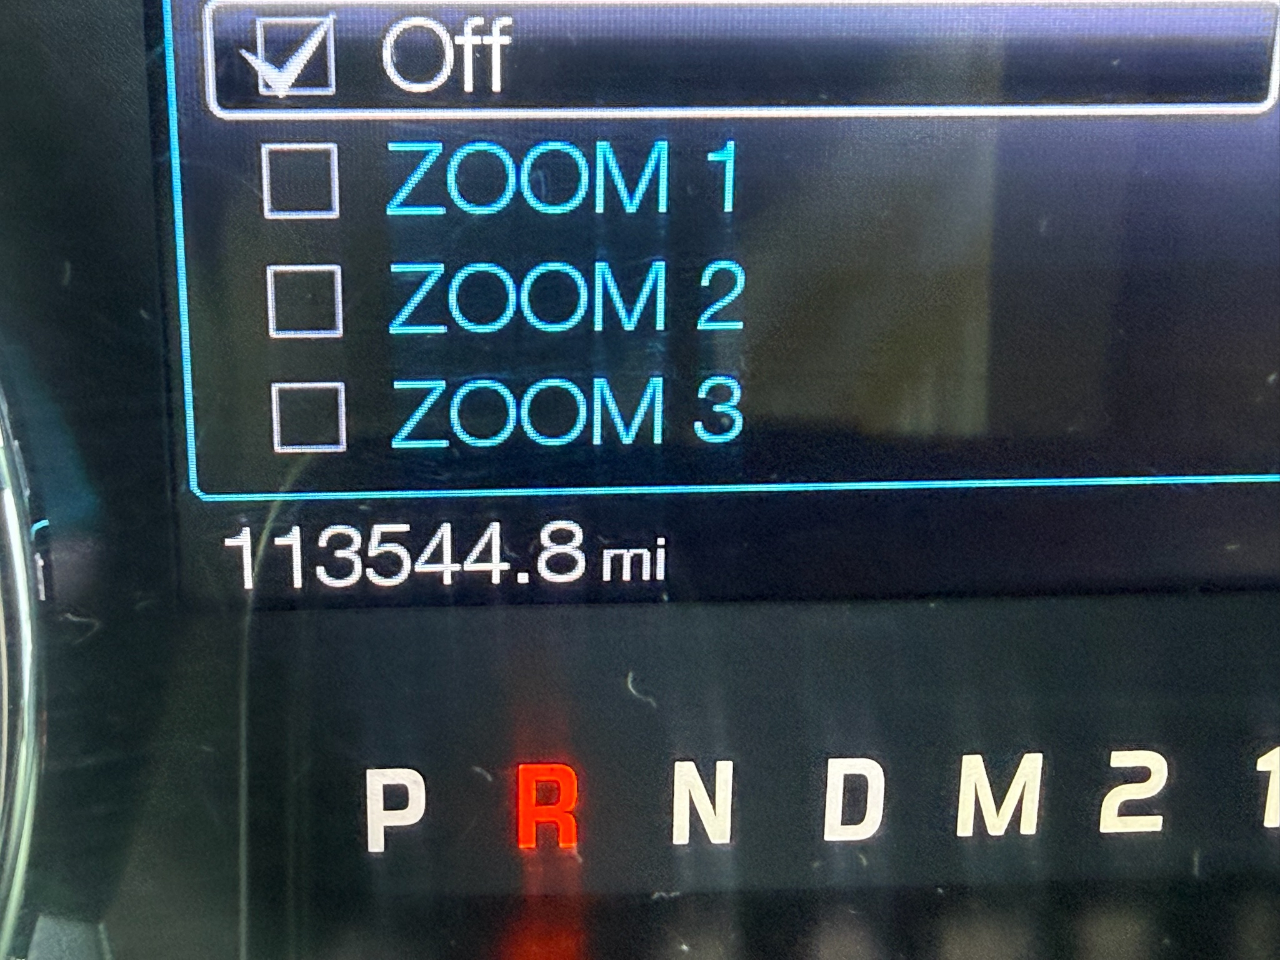 Off
ZOOM 1
ZOOM 2
ZOOM 3
113544.8 mi
P R N D M 2 1